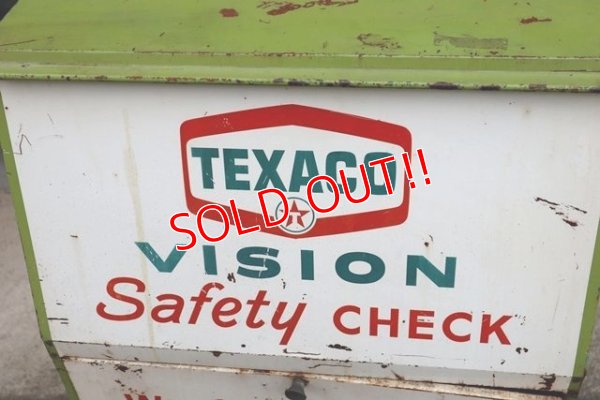 TEXACO
SOLD OUT!!
VISION
Safety CHECK